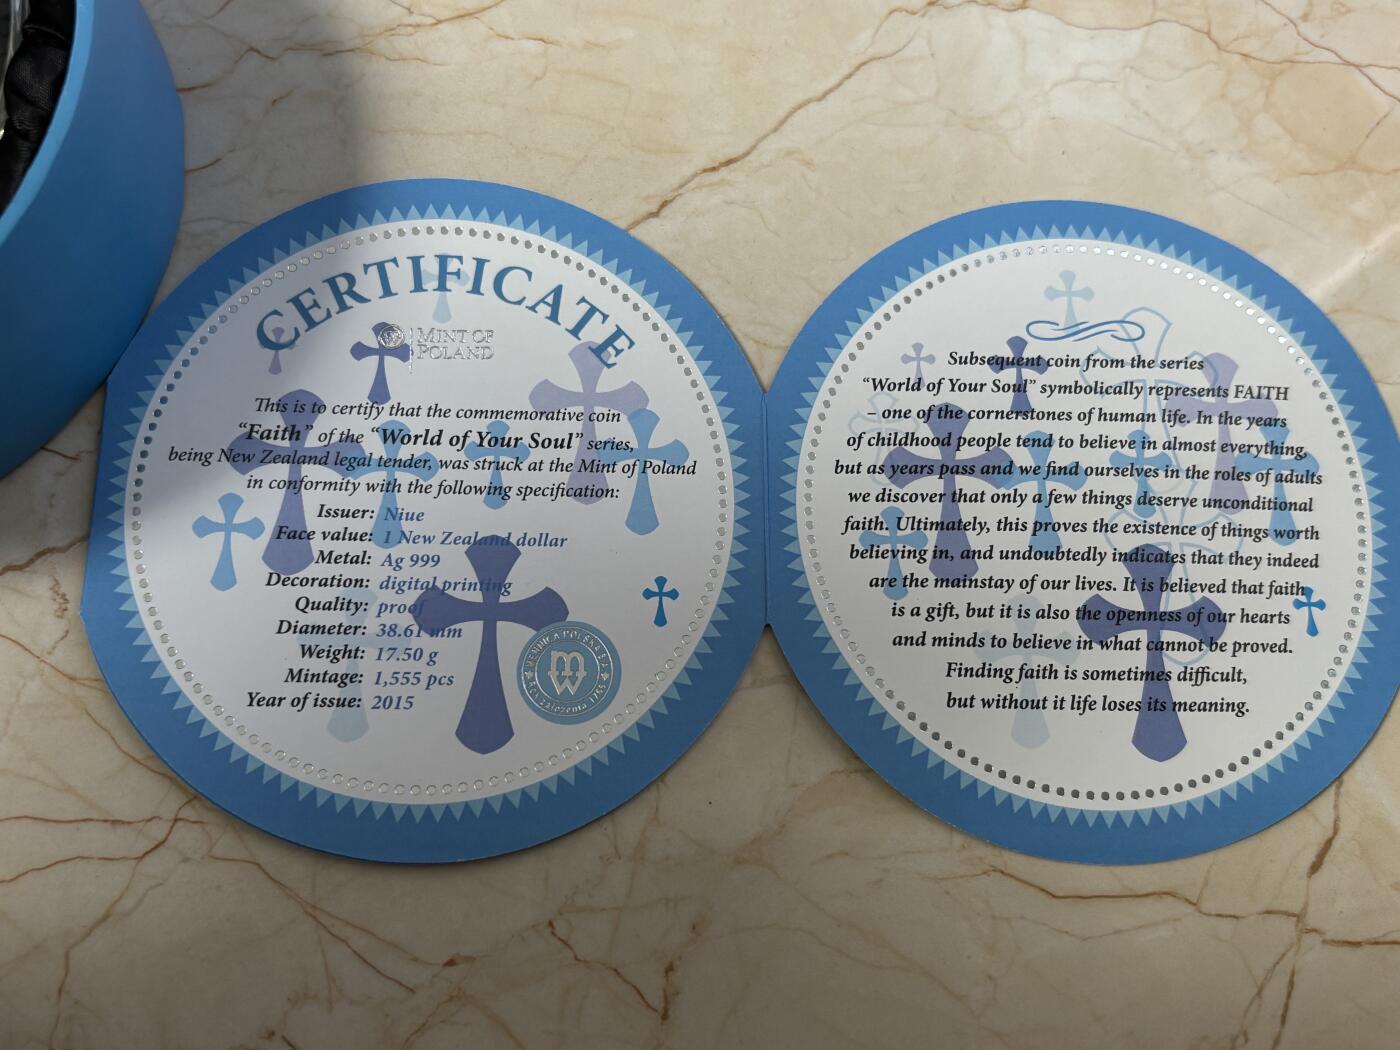 CERTIFICATE
MINT OF
POLAND
This is to certify that the commemorative coin
“Faith” of the “World of Your Soul” series,
being New Zealand legal tender, was struck at the Mint of Poland
in conformity with the following specification:
Issuer: Niue
Face value: 1 New Zealand dollar
Metal: Ag 999
Decoration: digital printing
Quality: proof
Diameter: 38.61 mm
Weight: 17.50 g
Mintage: 1,555 pcs
Year of issue: 2015
MENNICA POLSKA S.A.
MW
ROK założenia 1766
Subsequent coin from the series
“World of Your Soul” symbolically represents FAITH
– one of the cornerstones of human life. In the years
of childhood people tend to believe in almost everything,
but as years pass and we find ourselves in the roles of adults
we discover that only a few things deserve unconditional
faith. Ultimately, this proves the existence of things worth
believing in, and undoubtedly indicates that they indeed
are the mainstay of our lives. It is believed that faith
is a gift, but it is also the openness of our hearts
and minds to believe in what cannot be proved.
Finding faith is sometimes difficult,
but without it life loses its meaning.